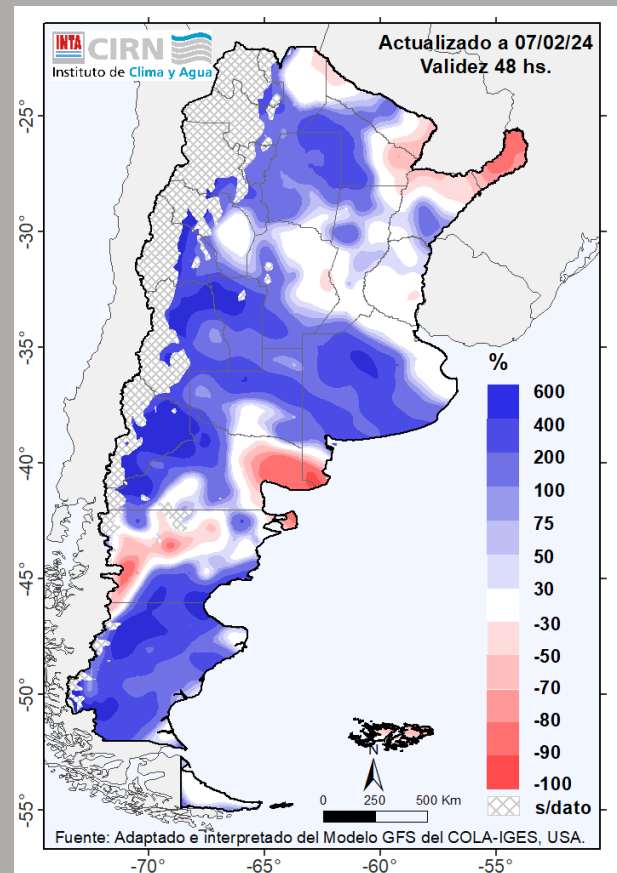 INTA CIRN
Instituto de Clima y Agua
Actualizado a 07/02/24
Validez 48 hs.
-25°
-30°
-35°
-40°
-45°
-50°
-55°
%
600
400
200
100
75
50
30
-30
-50
-70
-80
-90
-100
s/dato
N
0 250 500 Km
Fuente: Adaptado e interpretado del Modelo GFS del COLA-IGES, USA.
-70° -65° -60° -55°